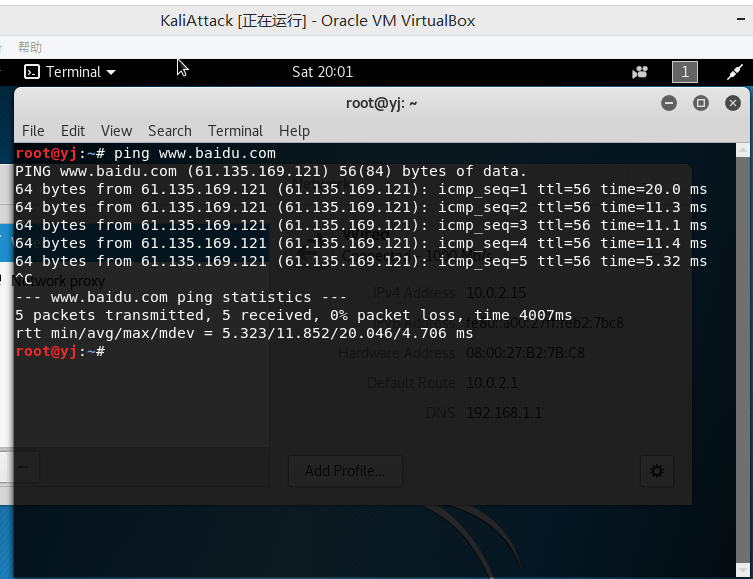 KaliAttack [正在运行] - Oracle VM VirtualBox
帮助
Terminal
Sat 20:01
1
root@yj: ~
File Edit View Search Terminal Help
root@yj:~# ping www.baidu.com
PING www.baidu.com (61.135.169.121) 56(84) bytes of data.
64 bytes from 61.135.169.121 (61.135.169.121): icmp_seq=1 ttl=56 time=20.0 ms
64 bytes from 61.135.169.121 (61.135.169.121): icmp_seq=2 ttl=56 time=11.3 ms
64 bytes from 61.135.169.121 (61.135.169.121): icmp_seq=3 ttl=56 time=11.1 ms
64 bytes from 61.135.169.121 (61.135.169.121): icmp_seq=4 ttl=56 time=11.4 ms
64 bytes from 61.135.169.121 (61.135.169.121): icmp_seq=5 ttl=56 time=5.32 ms
^C
Network proxy
--- www.baidu.com ping statistics ---
IPv4 Address 10.0.2.15
5 packets transmitted, 5 received, 0% packet loss, time 4007ms
rtt min/avg/max/mdev = 5.323/11.852/20.046/4.706 ms
root@yj:~#
Hardware Address 08:00:27:B2:7B:C8
Default Route 10.0.2.1
DNS 192.168.1.1
Add Profile...